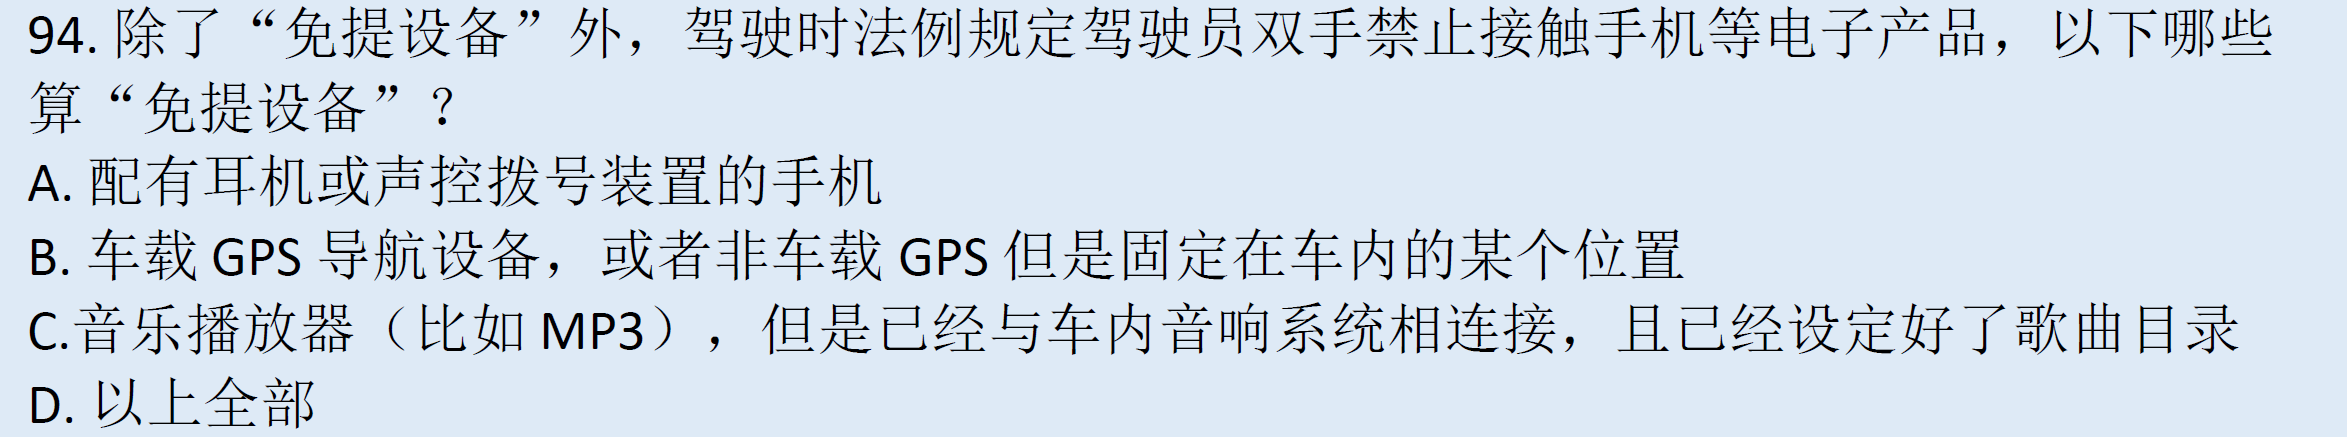 94. 除了“免提设备”外，驾驶时法例规定驾驶员双手禁止接触手机等电子产品，以下哪些
算“免提设备”？
A. 配有耳机或声控拨号装置的手机
B. 车载 GPS 导航设备，或者非车载 GPS 但是固定在车内的某个位置
C.音乐播放器（比如 MP3），但是已经与车内音响系统相连接，且已经设定好了歌曲目录
D. 以上全部